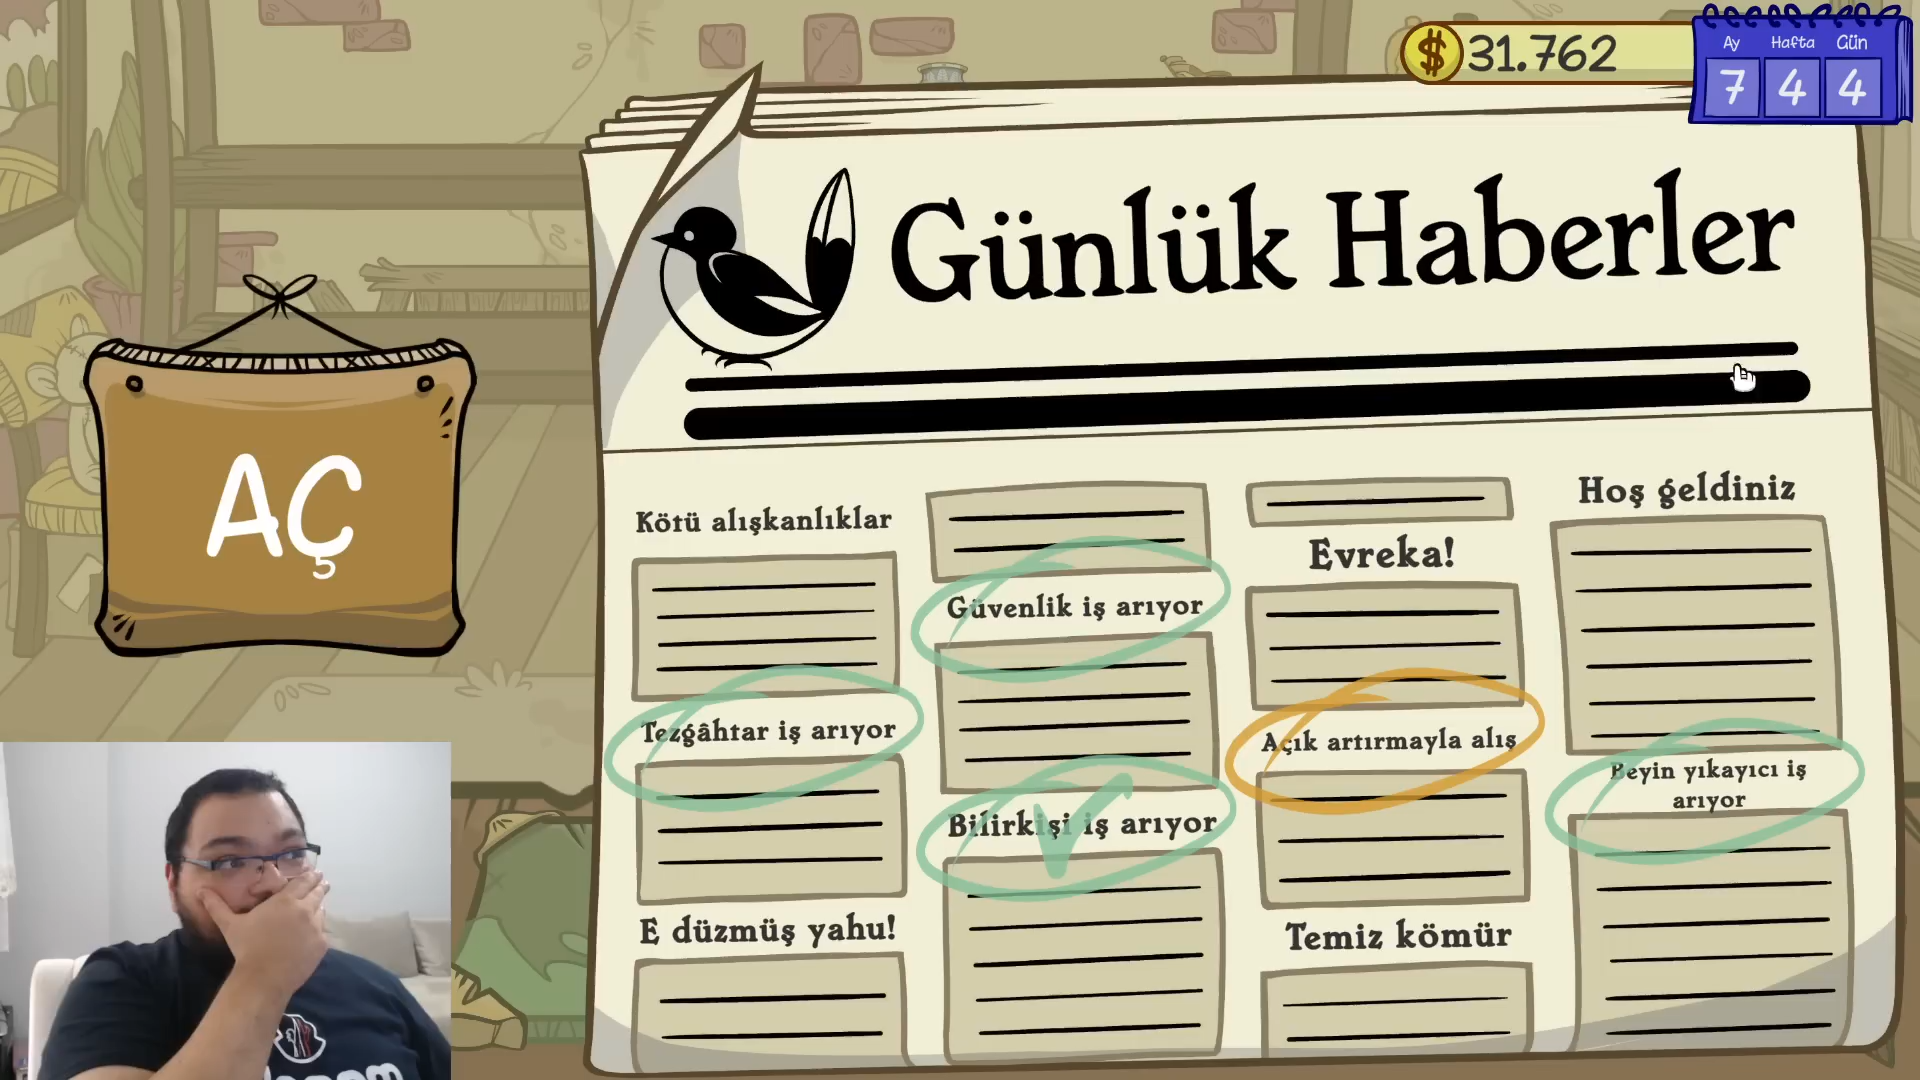 $ 31.762
Ay Hafta Gün
7 4 4
Günlük Haberler
AÇ
Kötü alışkanlıklar
Tezgâhtar iş arıyor
E düzmüş yahu!
Güvenlik iş arıyor
Bilirkişi iş arıyor
Evreka!
Açık artırmayla alış
Temiz kömür
Hoş geldiniz
Beyin yıkayıcı iş
arıyor